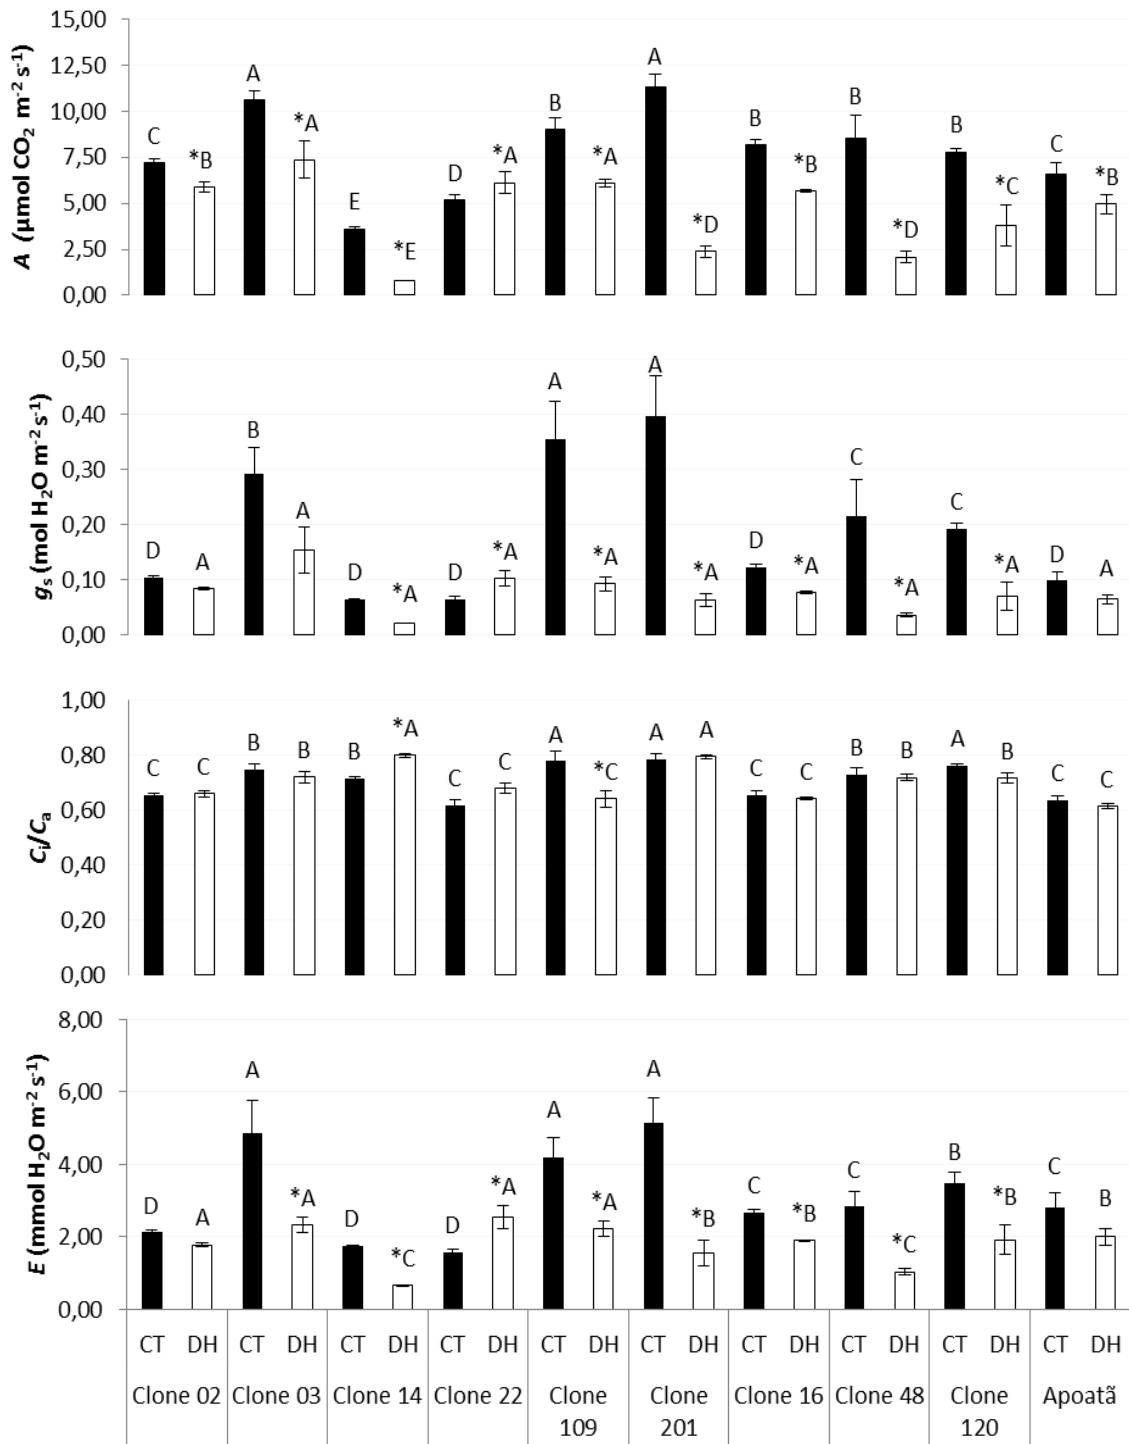 A (µmol CO₂ m⁻² s⁻¹)
15,00
12,50
10,00
7,50
5,00
2,50
0,00
C *B A *A E *E D *A B *A A *D B *B B *D B *C C *B
gₛ (mol H₂O m⁻² s⁻¹)
0,50
0,40
0,30
0,20
0,10
0,00
D A B A D *A D *A A *A A *A D *A C *A C *A D A
Cᵢ/Cₐ
1,00
0,80
0,60
0,40
0,20
0,00
C C B B B *A C C A *C A A C C B B A B C C
E (mmol H₂O m⁻² s⁻¹)
8,00
6,00
4,00
2,00
0,00
D A A *A D *C D *A A *A A *B C *B C *C B *B C B
CT DH CT DH CT DH CT DH CT DH CT DH CT DH CT DH CT DH CT DH
Clone 02 Clone 03 Clone 14 Clone 22 Clone 109 Clone 201 Clone 16 Clone 48 Clone 120 Apoatã